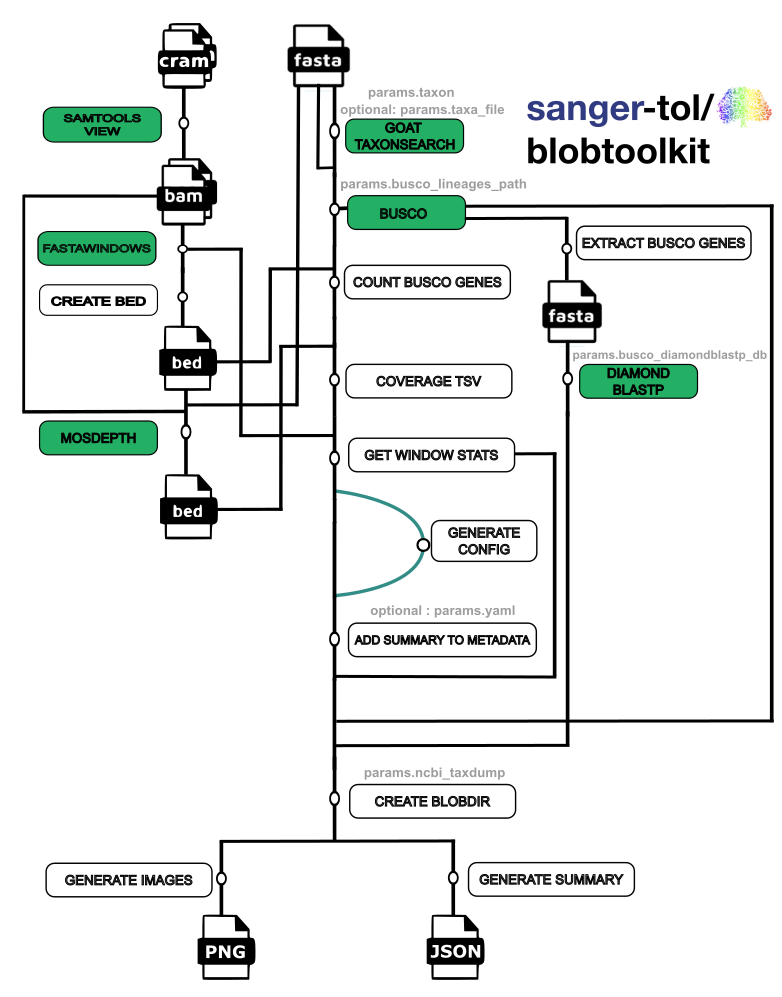 cram
fasta
params.taxon
optional: params.taxa_file
sanger-tol/
blobtoolkit
SAMTOOLS
VIEW
GOAT
TAXONSEARCH
bam
params.busco_lineages_path
BUSCO
FASTAWINDOWS
EXTRACT BUSCO GENES
CREATE BED
COUNT BUSCO GENES
fasta
bed
params.busco_diamondblastp_db
COVERAGE TSV
DIAMOND
BLASTP
MOSDEPTH
GET WINDOW STATS
bed
GENERATE
CONFIG
optional : params.yaml
ADD SUMMARY TO METADATA
params.ncbi_taxdump
CREATE BLOBDIR
GENERATE IMAGES
GENERATE SUMMARY
PNG
JSON